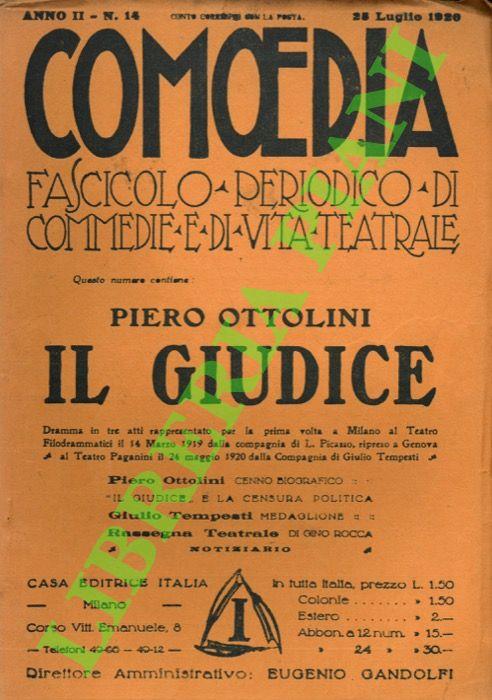 ANNO II - N. 14 CONTO CORRENTE CON LA POSTA. 25 Luglio 1920
COMŒDIA
FASCICOLO PERIODICO DI
COMMEDIE E DI VITA TEATRALE
Questo numero contiene:
PIERO OTTOLINI
IL GIUDICE
Dramma in tre atti rappresentato per la prima volta a Milano al Teatro
Filodrammatici il 14 Marzo 1919 dalla compagnia di L. Picasso, ripreso a Genova
al Teatro Paganini il 24 maggio 1920 dalla Compagnia di Giulio Tempesti
Piero Ottolini CENNO BIOGRAFICO
"IL GIUDICE„ E LA CENSURA POLITICA
Giulio Tempesti MEDAGLIONE
Rassegna Teatrale DI GINO ROCCA
NOTIZIARIO
CASA EDITRICE ITALIA
— Milano —
Corso Vitt. Emanuele, 8
— Telefoni 49-66 - 49-12 —
I
In tutta Italia, prezzo L. 1.50
Colonie ....... » 1.50
Estero ....... » 2.—
Abbon. a 12 num. » 15.—
» 24 » » 30.—
Direttore Amministrativo: EUGENIO GANDOLFI
LIBRERIA PIANI